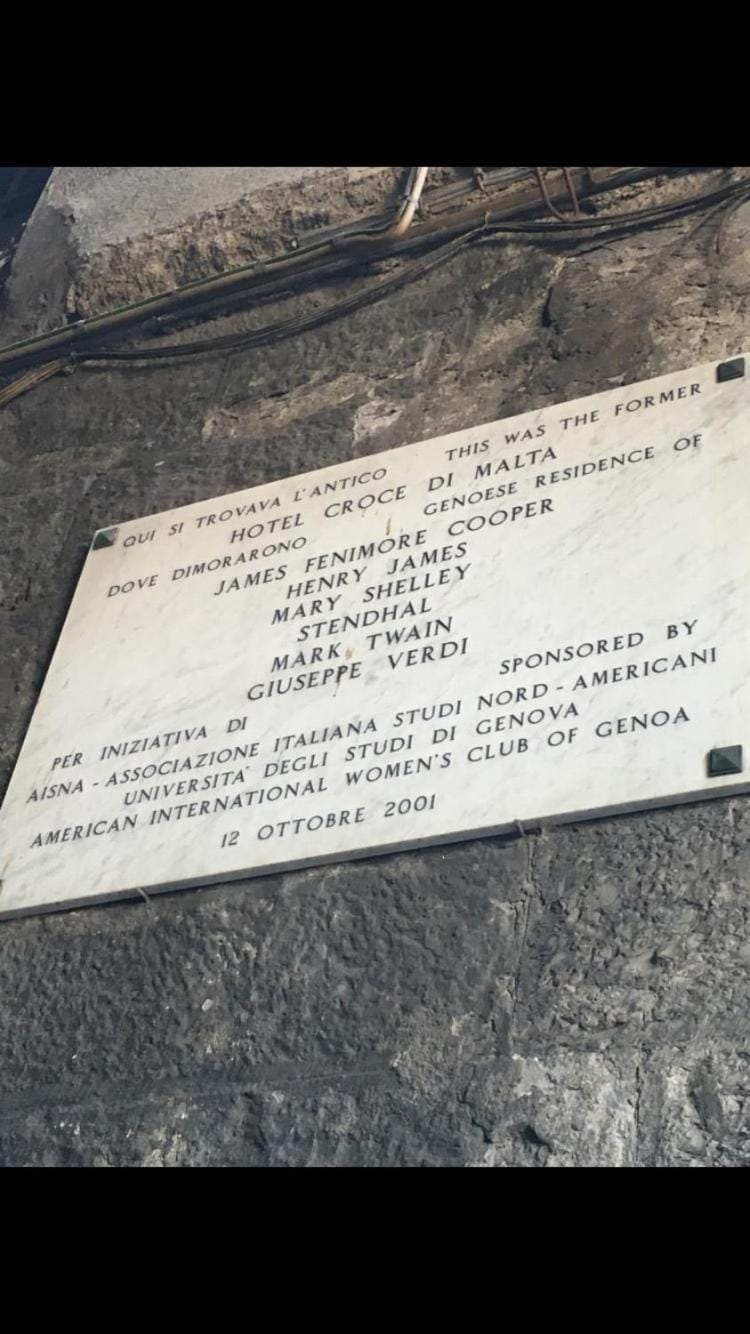 QUI SI TROVAVA L'ANTICO THIS WAS THE FORMER
HOTEL CROCE DI MALTA
DOVE DIMORARONO GENOESE RESIDENCE OF
JAMES FENIMORE COOPER
HENRY JAMES
MARY SHELLEY
STENDHAL
MARK TWAIN
GIUSEPPE VERDI
PER INIZIATIVA DI SPONSORED BY
AISNA - ASSOCIAZIONE ITALIANA STUDI NORD - AMERICANI
UNIVERSITA' DEGLI STUDI DI GENOVA
AMERICAN INTERNATIONAL WOMEN'S CLUB OF GENOA
12 OTTOBRE 2001